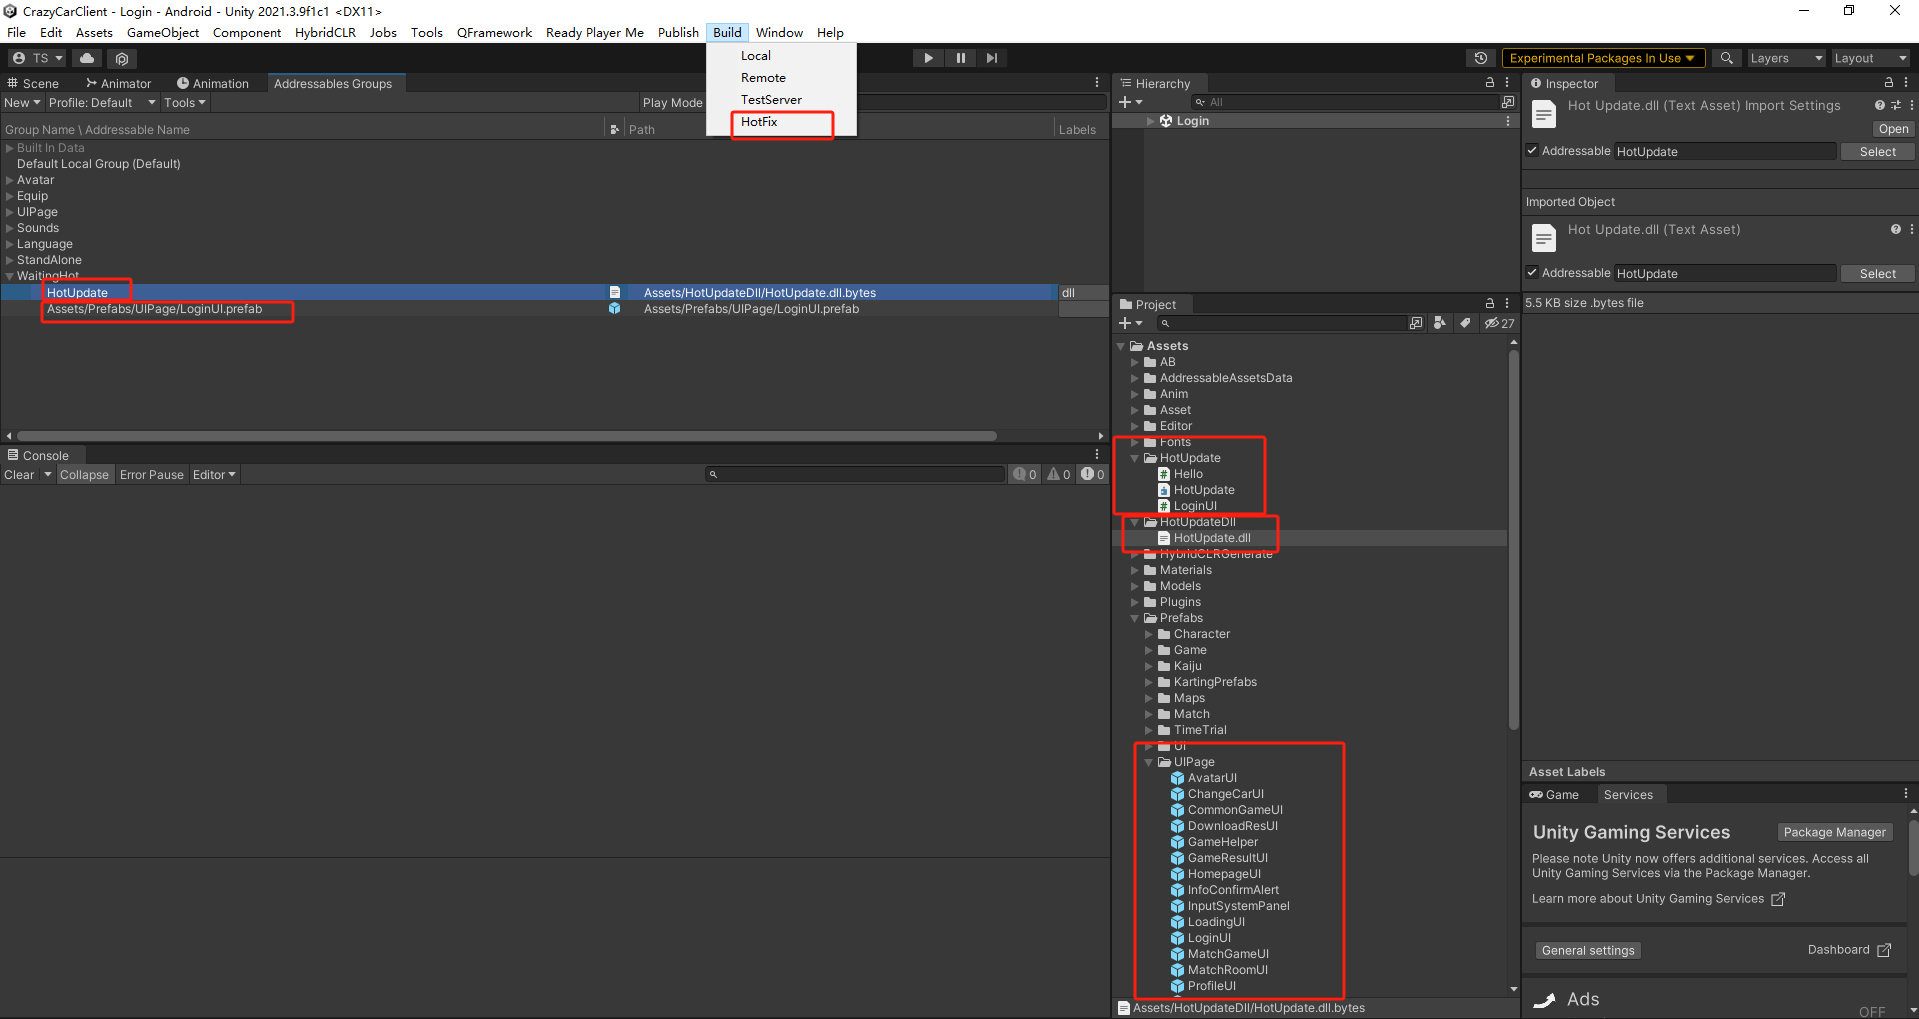 CrazyCarClient - Login - Android - Unity 2021.3.9f1c1 <DX11>
File Edit Assets GameObject Component HybridCLR Jobs Tools QFramework Ready Player Me Publish Build Window Help
TS
Experimental Packages In Use
Layers
Layout
Local
Remote
TestServer
HotFix
Scene
Animator
Animation
Addressables Groups
New
Profile: Default
Tools
Play Mode
Group Name \ Addressable Name
Path
Labels
Built In Data
Default Local Group (Default)
Avatar
Equip
UIPage
Sounds
Language
StandAlone
WaitingHot
HotUpdate
Assets/HotUpdateDll/HotUpdate.dll.bytes
dll
Assets/Prefabs/UIPage/LoginUI.prefab
Assets/Prefabs/UIPage/LoginUI.prefab
Console
Clear
Collapse
Error Pause
Editor
0
0
0
Hierarchy
All
Login
Project
27
Assets
AB
AddressableAssetsData
Anim
Asset
Editor
Fonts
HotUpdate
Hello
HotUpdate
LoginUI
HotUpdateDll
HotUpdate.dll
HybridCLRGenerate
Materials
Models
Plugins
Prefabs
Character
Game
Kaiju
KartingPrefabs
Maps
Match
TimeTrial
UI
UIPage
AvatarUI
ChangeCarUI
CommonGameUI
DownloadResUI
GameHelper
GameResultUI
HomepageUI
InfoConfirmAlert
InputSystemPanel
LoadingUI
LoginUI
MatchGameUI
MatchRoomUI
ProfileUI
Assets/HotUpdateDll/HotUpdate.dll.bytes
Inspector
Hot Update.dll (Text Asset) Import Settings
Open
Addressable HotUpdate
Select
Imported Object
Hot Update.dll (Text Asset)
Addressable HotUpdate
Select
5.5 KB size .bytes file
Asset Labels
Game
Services
Unity Gaming Services
Package Manager
Please note Unity now offers additional services. Access all
Unity Gaming Services via the Package Manager.
Learn more about Unity Gaming Services
General settings
Dashboard
Ads
OFF